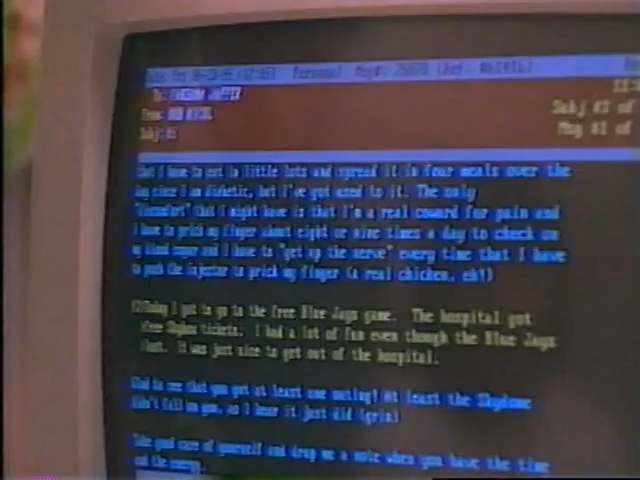 Personal Msg#:
To:
From:
Subj:
Subj #1 of
Msg #1 of
that I have to eat in little bits and spread it in four meals over the
day since I am diabetic, but I've got used to it. The only
"discomfort" that I might have is that I'm a real coward for pain and
I have to prick my finger about eight or nine times a day to check on
my blood sugar and I have to "get up the nerve" every time that I have
to push the injector to prick my finger (a real chicken, eh!)
Today I got to go to the free Blue Jays game. The hospital got
free Skybox tickets. I had a lot of fun even though the Blue Jays
lost. It was just nice to get out of the hospital.
Glad to see that you got at least one outing! At least the Skydome
didn't fall on you, as I hear it just did (grin)
Take good care of yourself and drop me a note when you have the time
and the energy.